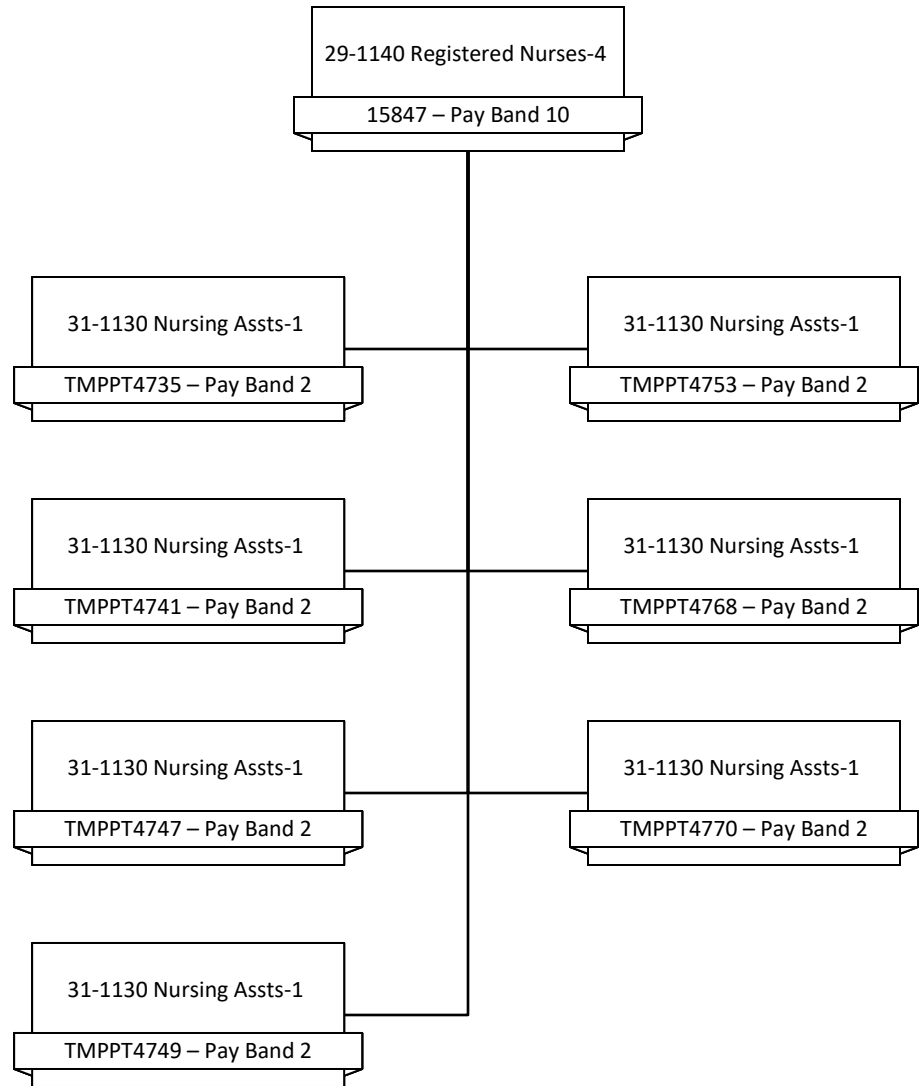 29-1140 Registered Nurses-4
15847 – Pay Band 10
31-1130 Nursing Assts-1
TMPPT4735 – Pay Band 2
31-1130 Nursing Assts-1
TMPPT4753 – Pay Band 2
31-1130 Nursing Assts-1
TMPPT4741 – Pay Band 2
31-1130 Nursing Assts-1
TMPPT4768 – Pay Band 2
31-1130 Nursing Assts-1
TMPPT4747 – Pay Band 2
31-1130 Nursing Assts-1
TMPPT4770 – Pay Band 2
31-1130 Nursing Assts-1
TMPPT4749 – Pay Band 2